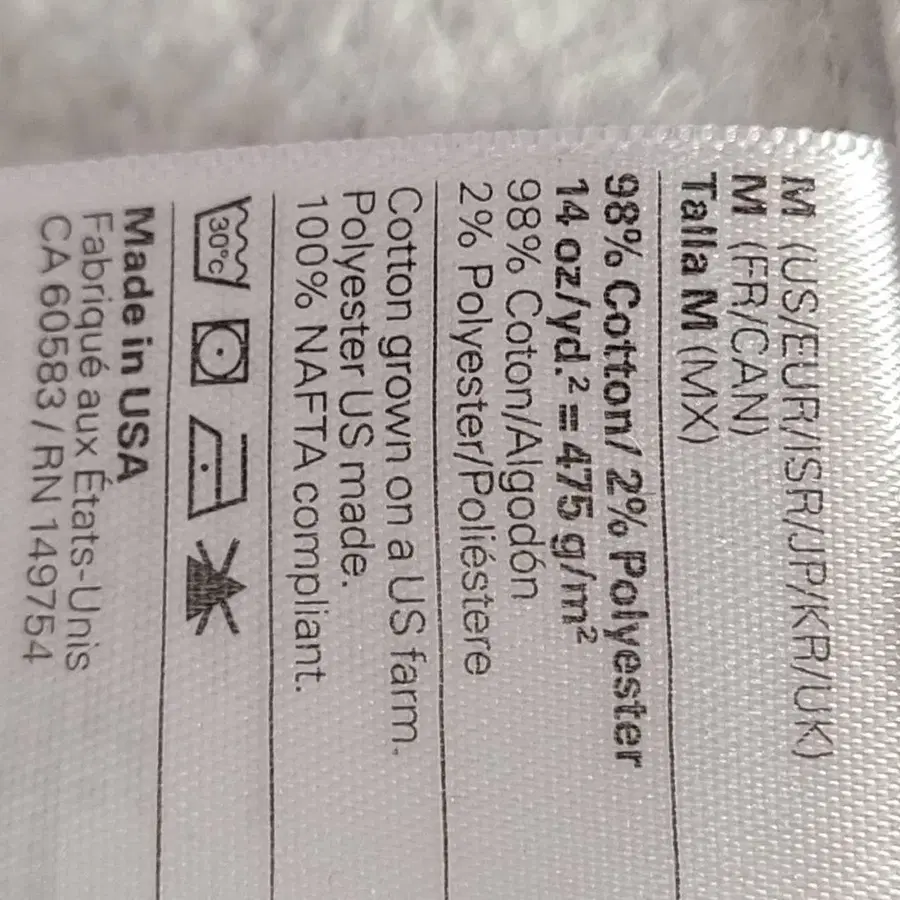 M (US/EUR/ISR/JP/KR/UK)
M (FR/CAN)
Talla M (MX)
98% Cotton/ 2% Polyester
14 oz/yd.² = 475 g/m²
98% Coton/Algodón
2% Polyester/Poliéstere
Cotton grown on a US farm.
Polyester US made.
100% NAFTA compliant.
30°c
Made in USA
Fabriqué aux États-Unis
CA 60583 / RN 149754